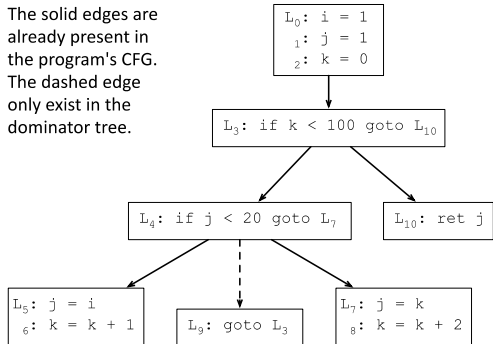 The solid edges are
already present in
the program's CFG.
The dashed edge
only exist in the
dominator tree.
L0: i = 1
1: j = 1
2: k = 0
L3: if k < 100 goto L10
L4: if j < 20 goto L7
L10: ret j
L5: j = i
6: k = k + 1
L9: goto L3
L7: j = k
8: k = k + 2